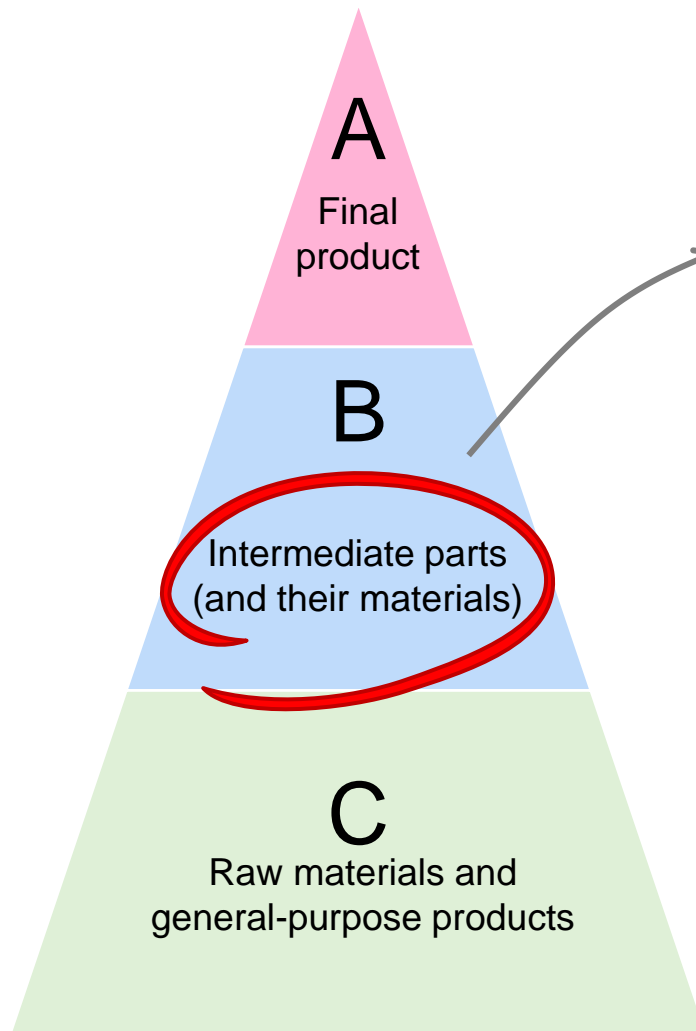 A
Final
product
B
Intermediate parts
(and their materials)
C
Raw materials and
general-purpose products